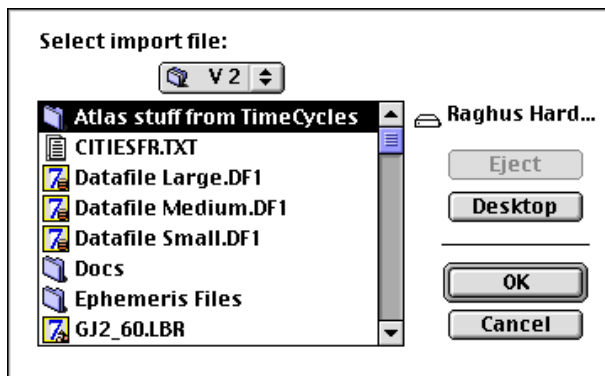 Select import file:
V 2
Atlas stuff from TimeCycles
CITIESFR.TXT
Datafile Large.DF1
Datafile Medium.DF1
Datafile Small.DF1
Docs
Ephemeris Files
GJ2_60.LBR
Raghus Hard...
Eject
Desktop
OK
Cancel